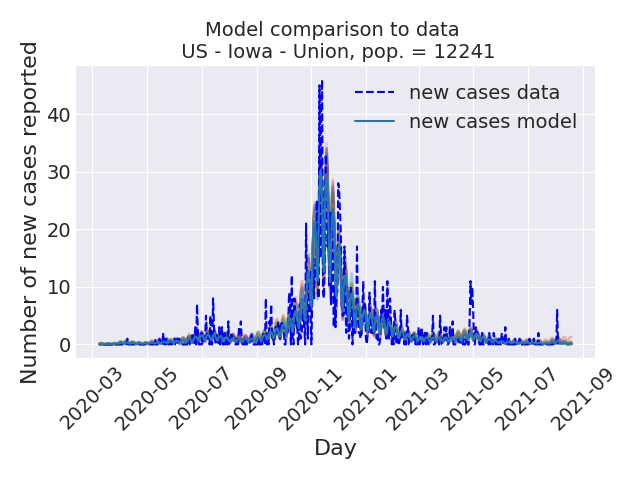 Model comparison to data
US - Iowa - Union, pop. = 12241
new cases data
new cases model
Number of new cases reported
40
30
20
10
0
2020-03
2020-05
2020-07
2020-09
2020-11
2021-01
2021-03
2021-05
2021-07
2021-09
Day